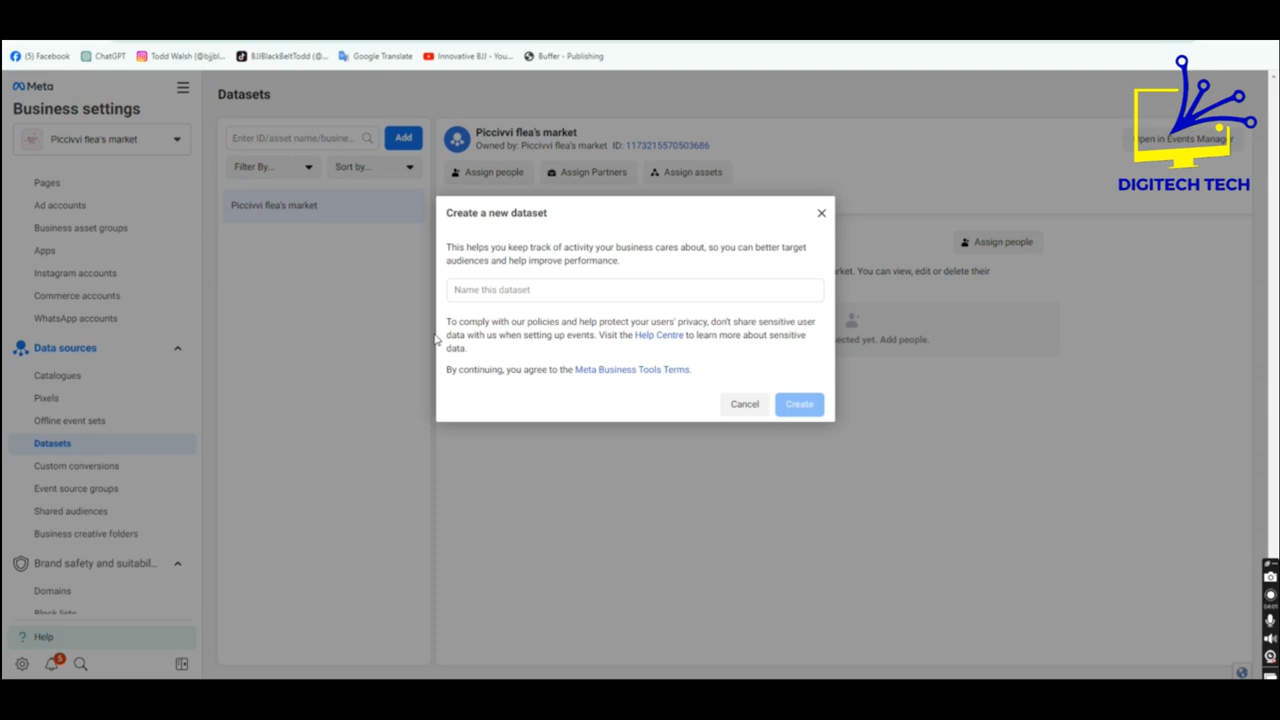 (5) Facebook
ChatGPT
Todd Walsh (@bjjbl...
BJJBlackBeltTodd (@...
Google Translate
Innovative BJJ - You...
Buffer - Publishing
Meta
Business settings
Piccivvi flea's market
Pages
Ad accounts
Business asset groups
Apps
Instagram accounts
Commerce accounts
WhatsApp accounts
Data sources
Catalogues
Pixels
Offline event sets
Datasets
Custom conversions
Event source groups
Shared audiences
Business creative folders
Brand safety and suitabil...
Domains
Block lists
? Help
5
Datasets
Enter ID/asset name/busine...
Add
Filter By...
Sort by...
Piccivvi flea's market
Piccivvi flea's market
Owned by: Piccivvi flea's market ID: 1173215570503686
Open in Events Manager
Assign people
Assign Partners
Assign assets
Create a new dataset
This helps you keep track of activity your business cares about, so you can better target
audiences and help improve performance.
Name this dataset
To comply with our policies and help protect your users' privacy, don't share sensitive user
data with us when setting up events. Visit the Help Centre to learn more about sensitive
data.
By continuing, you agree to the Meta Business Tools Terms.
Cancel
Create
Assign people
rket. You can view, edit or delete their
ected yet. Add people.
DIGITECH TECH